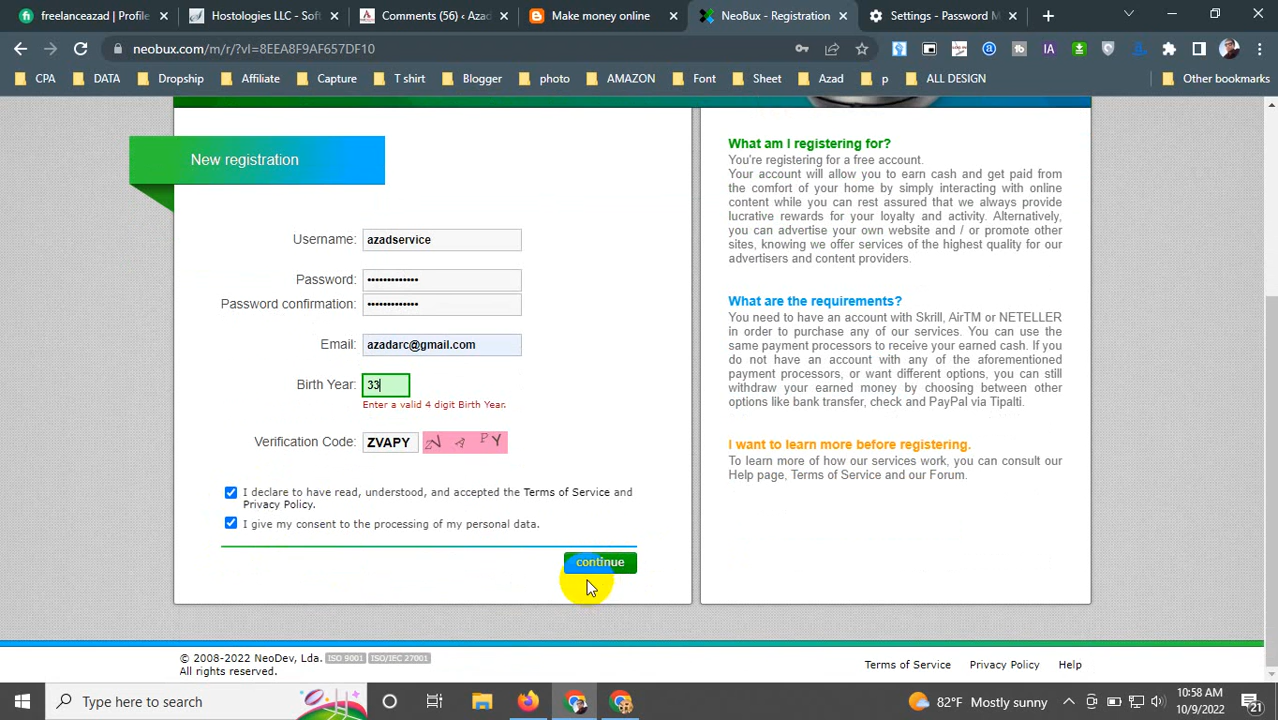 freelanceazad | Profile
Hostologies LLC - Sof
Comments (56) ‹ Azad
Make money online
NeoBux - Registration
Settings - Password M
neobux.com/m/r/?vl=8EEA8F9AF657DF10
CPA
DATA
Dropship
Affiliate
Capture
T shirt
Blogger
photo
AMAZON
Font
Sheet
Azad
p
ALL DESIGN
Other bookmarks
New registration
Username: azadservice
Password: •••••••••••••
Password confirmation: •••••••••••••
Email: azadarc@gmail.com
Birth Year: 33
Enter a valid 4 digit Birth Year.
Verification Code: ZVAPY ZV A PY
I declare to have read, understood, and accepted the Terms of Service and
Privacy Policy.
I give my consent to the processing of my personal data.
continue
What am I registering for?
You're registering for a free account.
Your account will allow you to earn cash and get paid from
the comfort of your home by simply interacting with online
content while you can rest assured that we always provide
lucrative rewards for your loyalty and activity. Alternatively,
you can advertise your own website and / or promote other
sites, knowing we offer services of the highest quality for our
advertisers and content providers.
What are the requirements?
You need to have an account with Skrill, AirTM or NETELLER
in order to purchase any of our services. You can use the
same payment processors to receive your earned cash. If you
do not have an account with any of the aforementioned
payment processors, or want different options, you can still
withdraw your earned money by choosing between other
options like bank transfer, check and PayPal via Tipalti.
I want to learn more before registering.
To learn more of how our services work, you can consult our
Help page, Terms of Service and our Forum.
© 2008-2022 NeoDev, Lda. ISO 9001 ISO/IEC 27001
All rights reserved.
Terms of Service
Privacy Policy
Help
Type here to search
82°F Mostly sunny
10:58 AM
10/9/2022
21